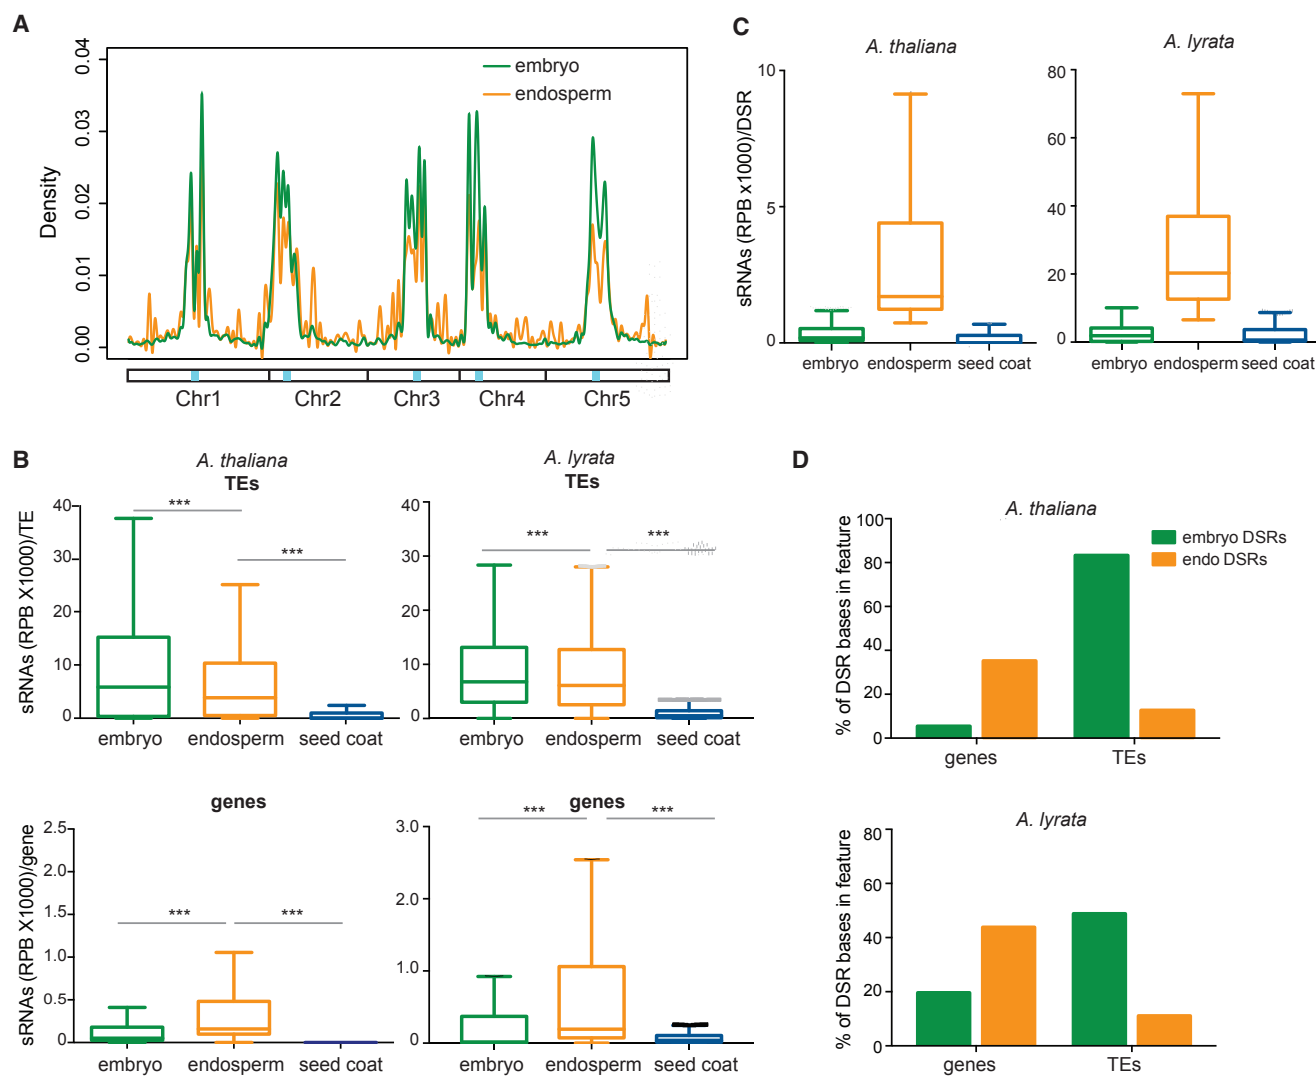 A
0.04
0.03
0.02
0.01
0.00
Density
embryo
endosperm
Chr1 Chr2 Chr3 Chr4 Chr5
B
A. thaliana
TEs
sRNAs (RPB X1000)/TE
40
30
20
10
0
***
***
embryo endosperm seed coat
A. lyrata
TEs
40
30
20
10
0
***
***
embryo endosperm seed coat
genes
sRNAs (RPB X1000)/gene
2.5
2.0
1.5
1.0
0.5
0
***
***
embryo endosperm seed coat
genes
3.0
2.0
1.0
0
***
***
embryo endosperm seed coat
C
A. thaliana
sRNAs (RPB x1000)/DSR
10
5
0
embryo endosperm seed coat
A. lyrata
80
60
40
20
0
embryo endosperm seed coat
D
A. thaliana
% of DSR bases in feature
100
80
60
40
20
0
embryo DSRs
endo DSRs
genes TEs
A. lyrata
% of DSR bases in feature
80
60
40
20
0
genes TEs